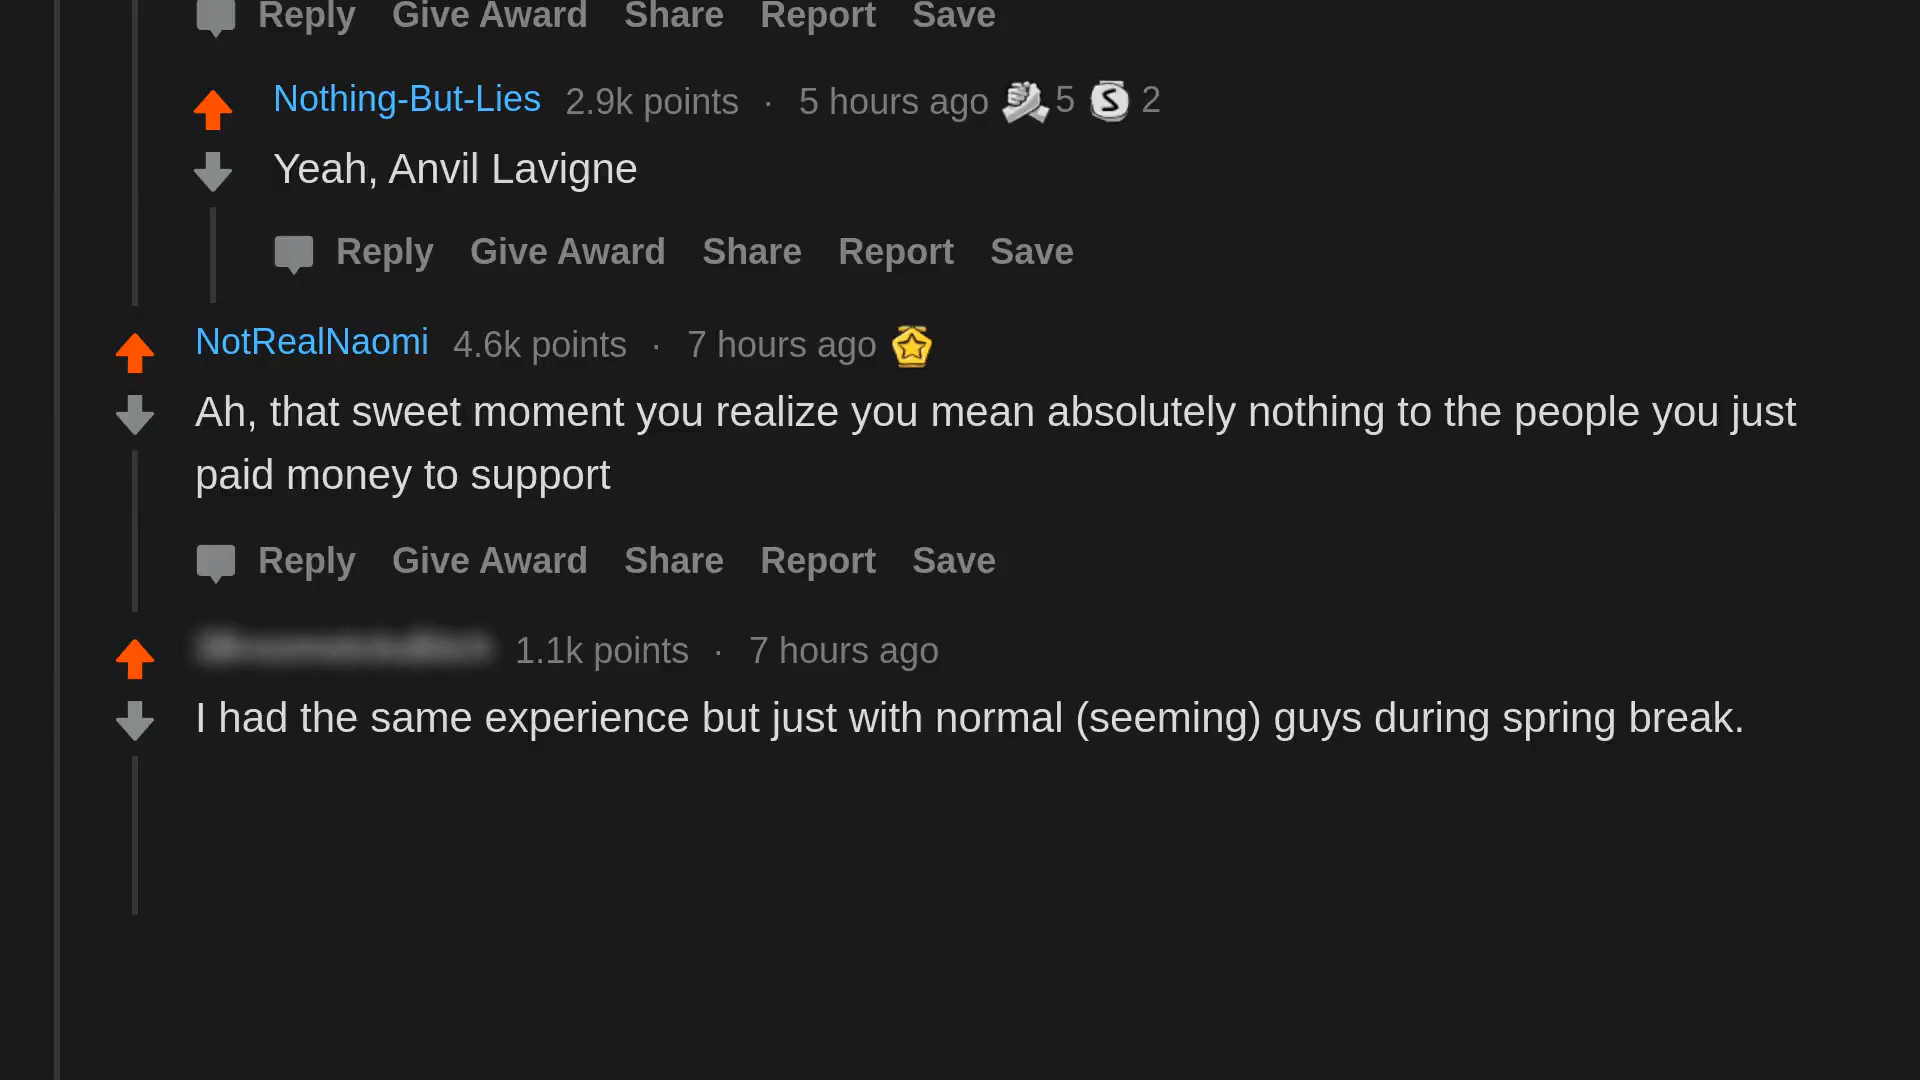 Reply Give Award Share Report Save
Nothing-But-Lies 2.9k points · 5 hours ago 5 S 2
Yeah, Anvil Lavigne
Reply Give Award Share Report Save
NotRealNaomi 4.6k points · 7 hours ago
Ah, that sweet moment you realize you mean absolutely nothing to the people you just
paid money to support
Reply Give Award Share Report Save
1.1k points · 7 hours ago
I had the same experience but just with normal (seeming) guys during spring break.